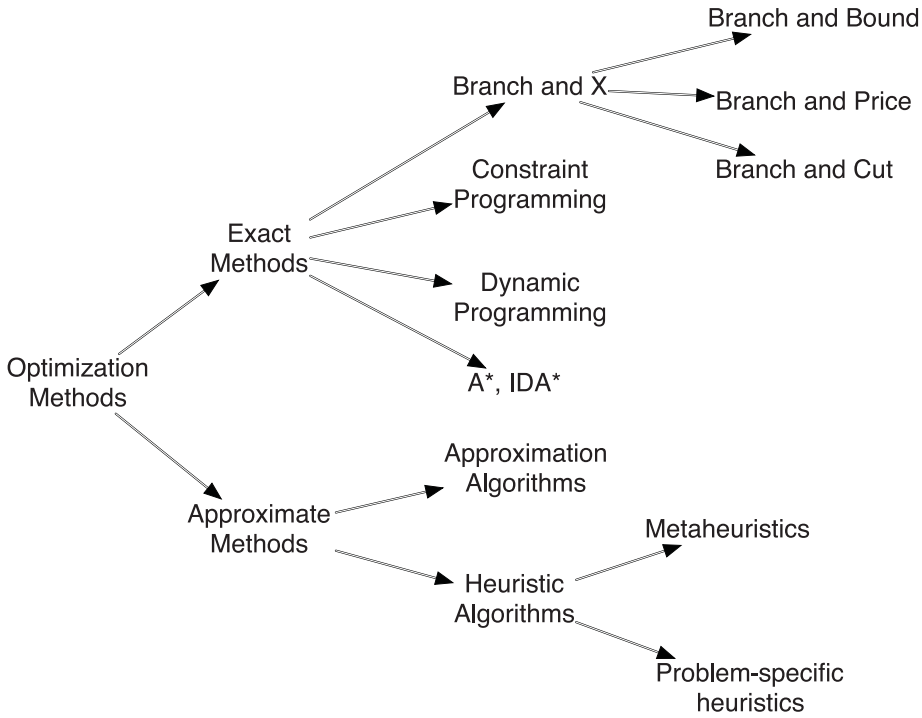 Branch and Bound
Branch and X
Branch and Price
Branch and Cut
Constraint
Programming
Exact
Methods
Dynamic
Programming
Optimization
Methods
A*, IDA*
Approximation
Algorithms
Approximate
Methods
Metaheuristics
Heuristic
Algorithms
Problem-specific
heuristics